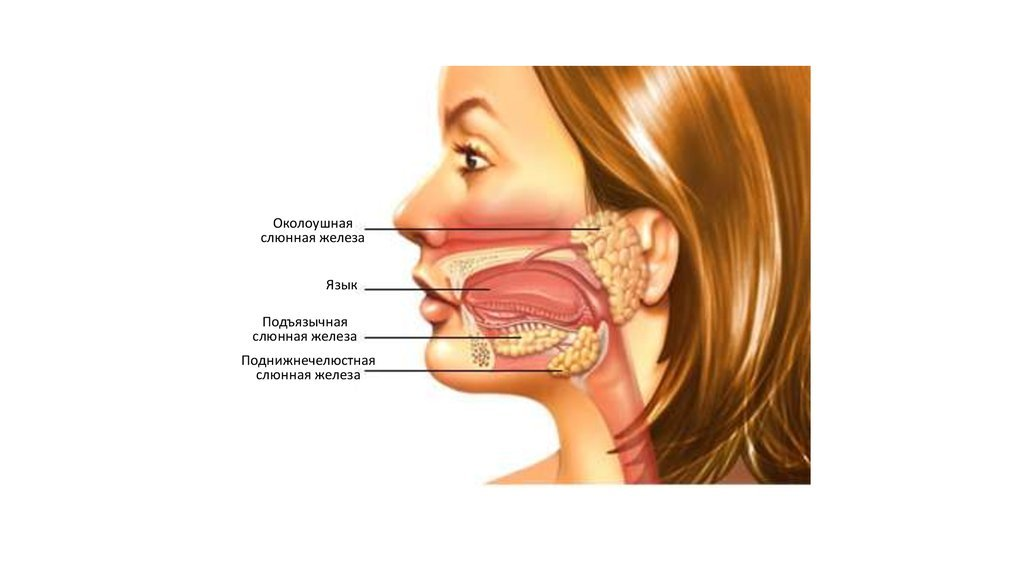 Околоушная
слюнная железа
Язык
Подъязычная
слюнная железа
Поднижнечелюстная
слюнная железа